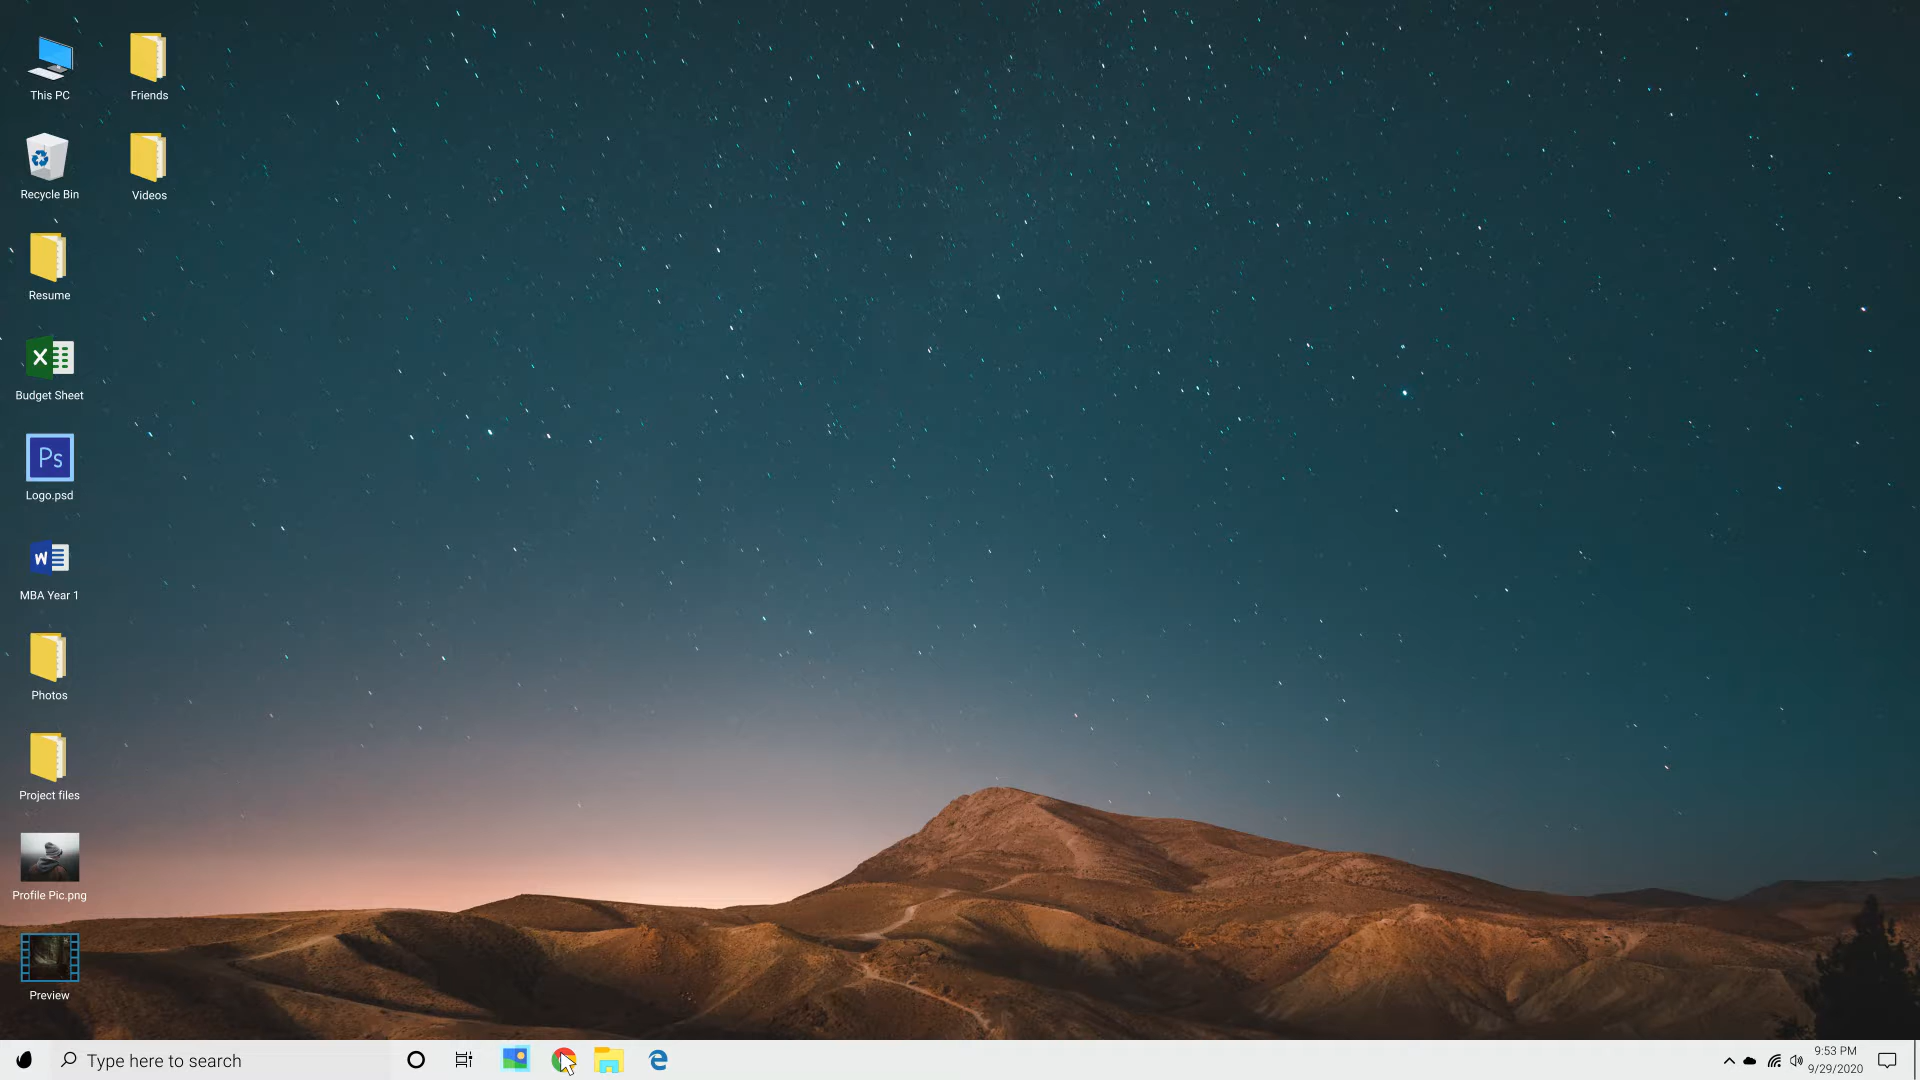 This PC
Friends
Recycle Bin
Videos
Resume
X
Budget Sheet
Ps
Logo.psd
W
MBA Year 1
Photos
Project files
Profile Pic.png
Preview
Type here to search
9:53 PM
9/29/2020